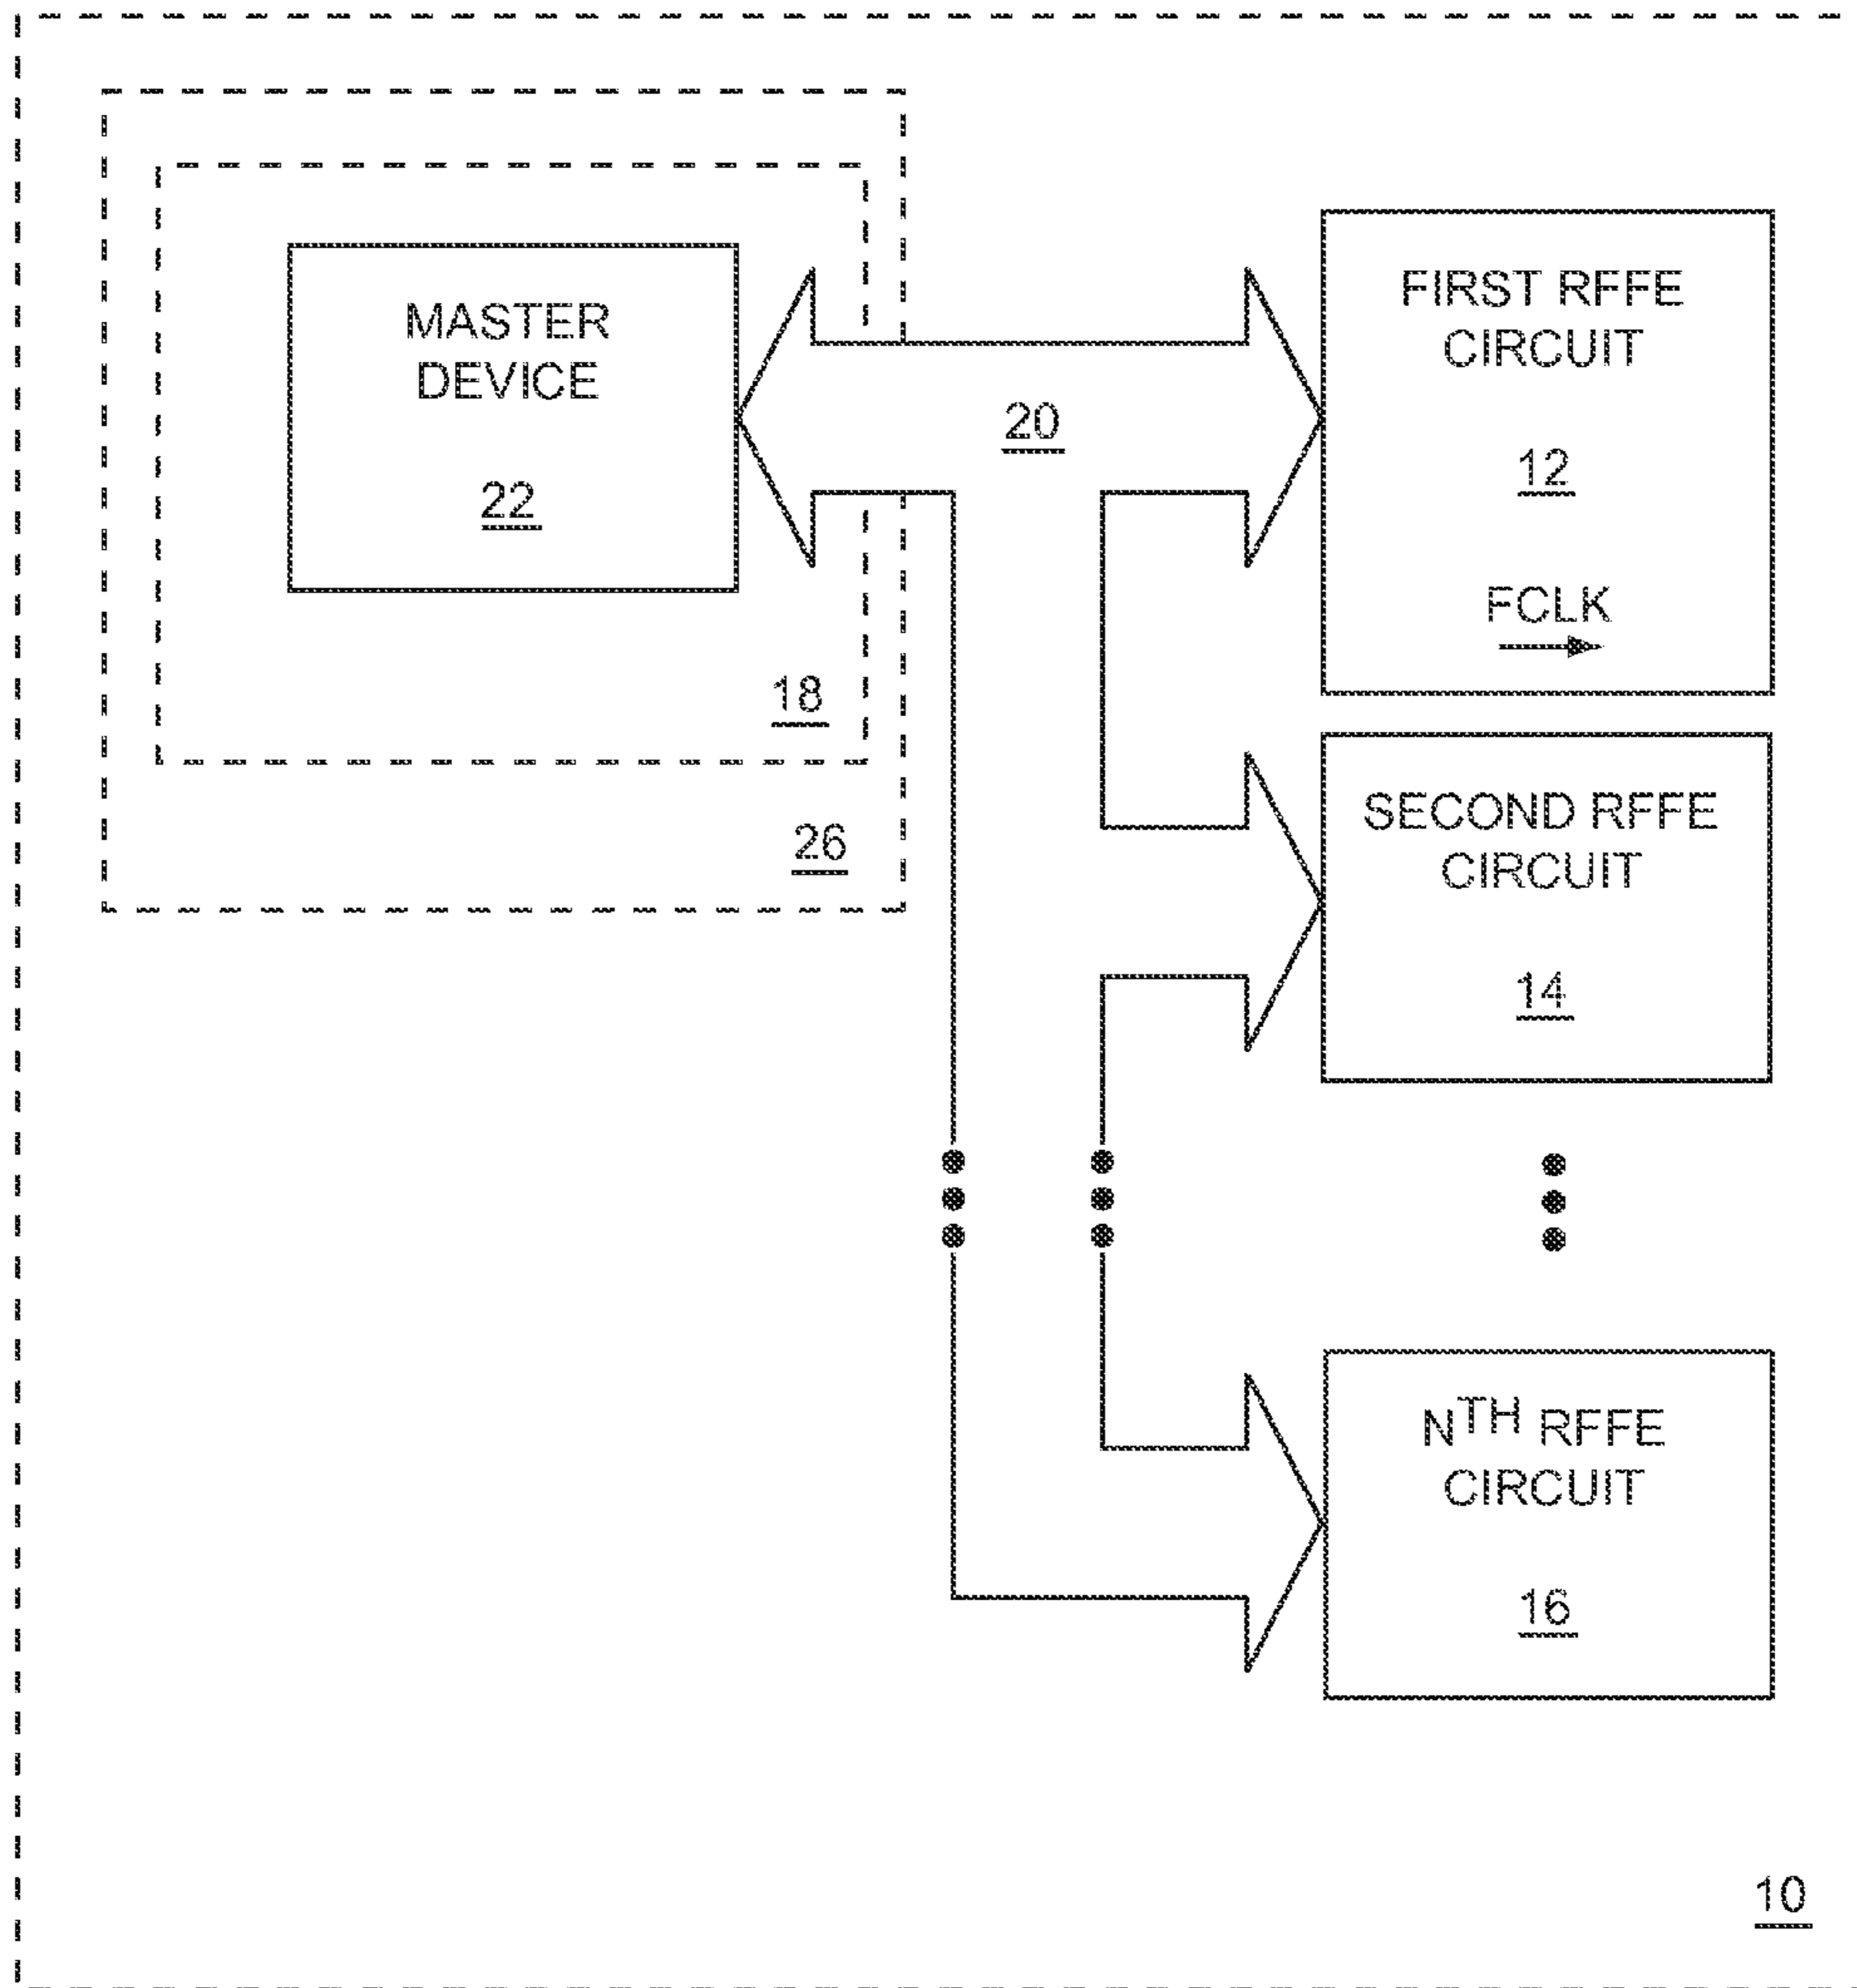 MASTER
DEVICE
22
18
26
20
FIRST RFFE
CIRCUIT
12
FCLK
SECOND RFFE
CIRCUIT
14
NTH RFFE
CIRCUIT
16
10